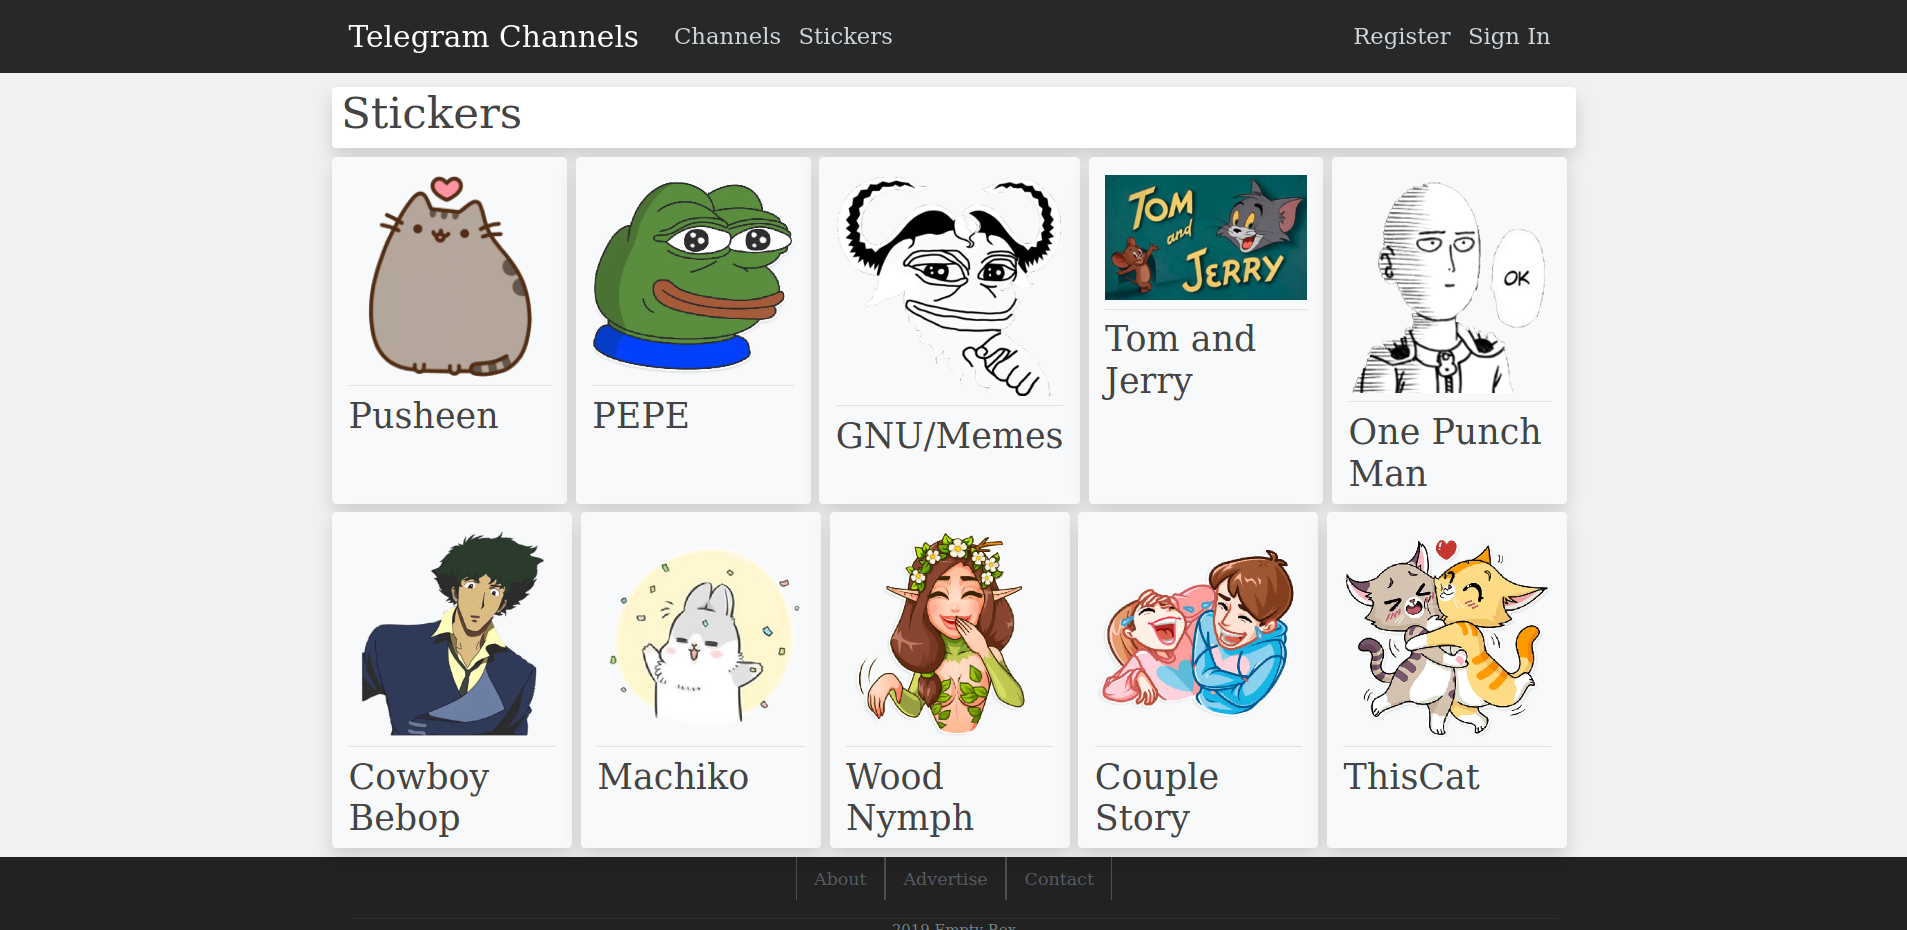 Telegram Channels Channels Stickers Register Sign In
Stickers
TOM
and
JERRY
OK
Pusheen
PEPE
GNU/Memes
Tom and
Jerry
One Punch
Man
Cowboy
Bebop
Machiko
Wood
Nymph
Couple
Story
ThisCat
About Advertise Contact
2019 Empty Box